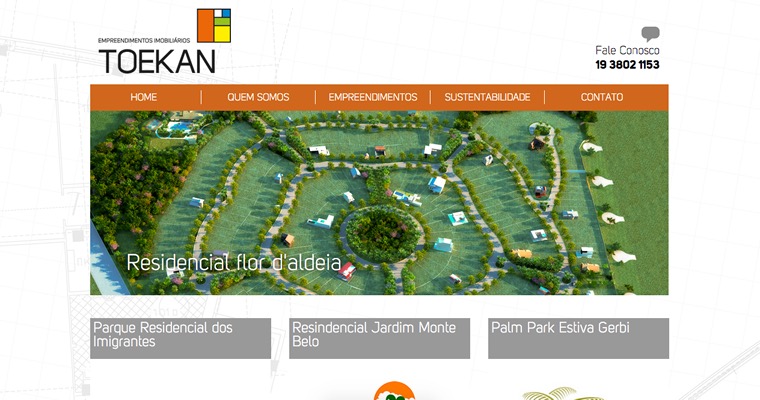 EMPREENDIMENTOS IMOBILIÁRIOS
TOEKAN
Fale Conosco
19 3802 1153
HOME
QUEM SOMOS
EMPREENDIMENTOS
SUSTENTABILIDADE
CONTATO
Residencial flor d'aldeia
Parque Residencial dos
Imigrantes
Resindencial Jardim Monte
Belo
Palm Park Estiva Gerbi